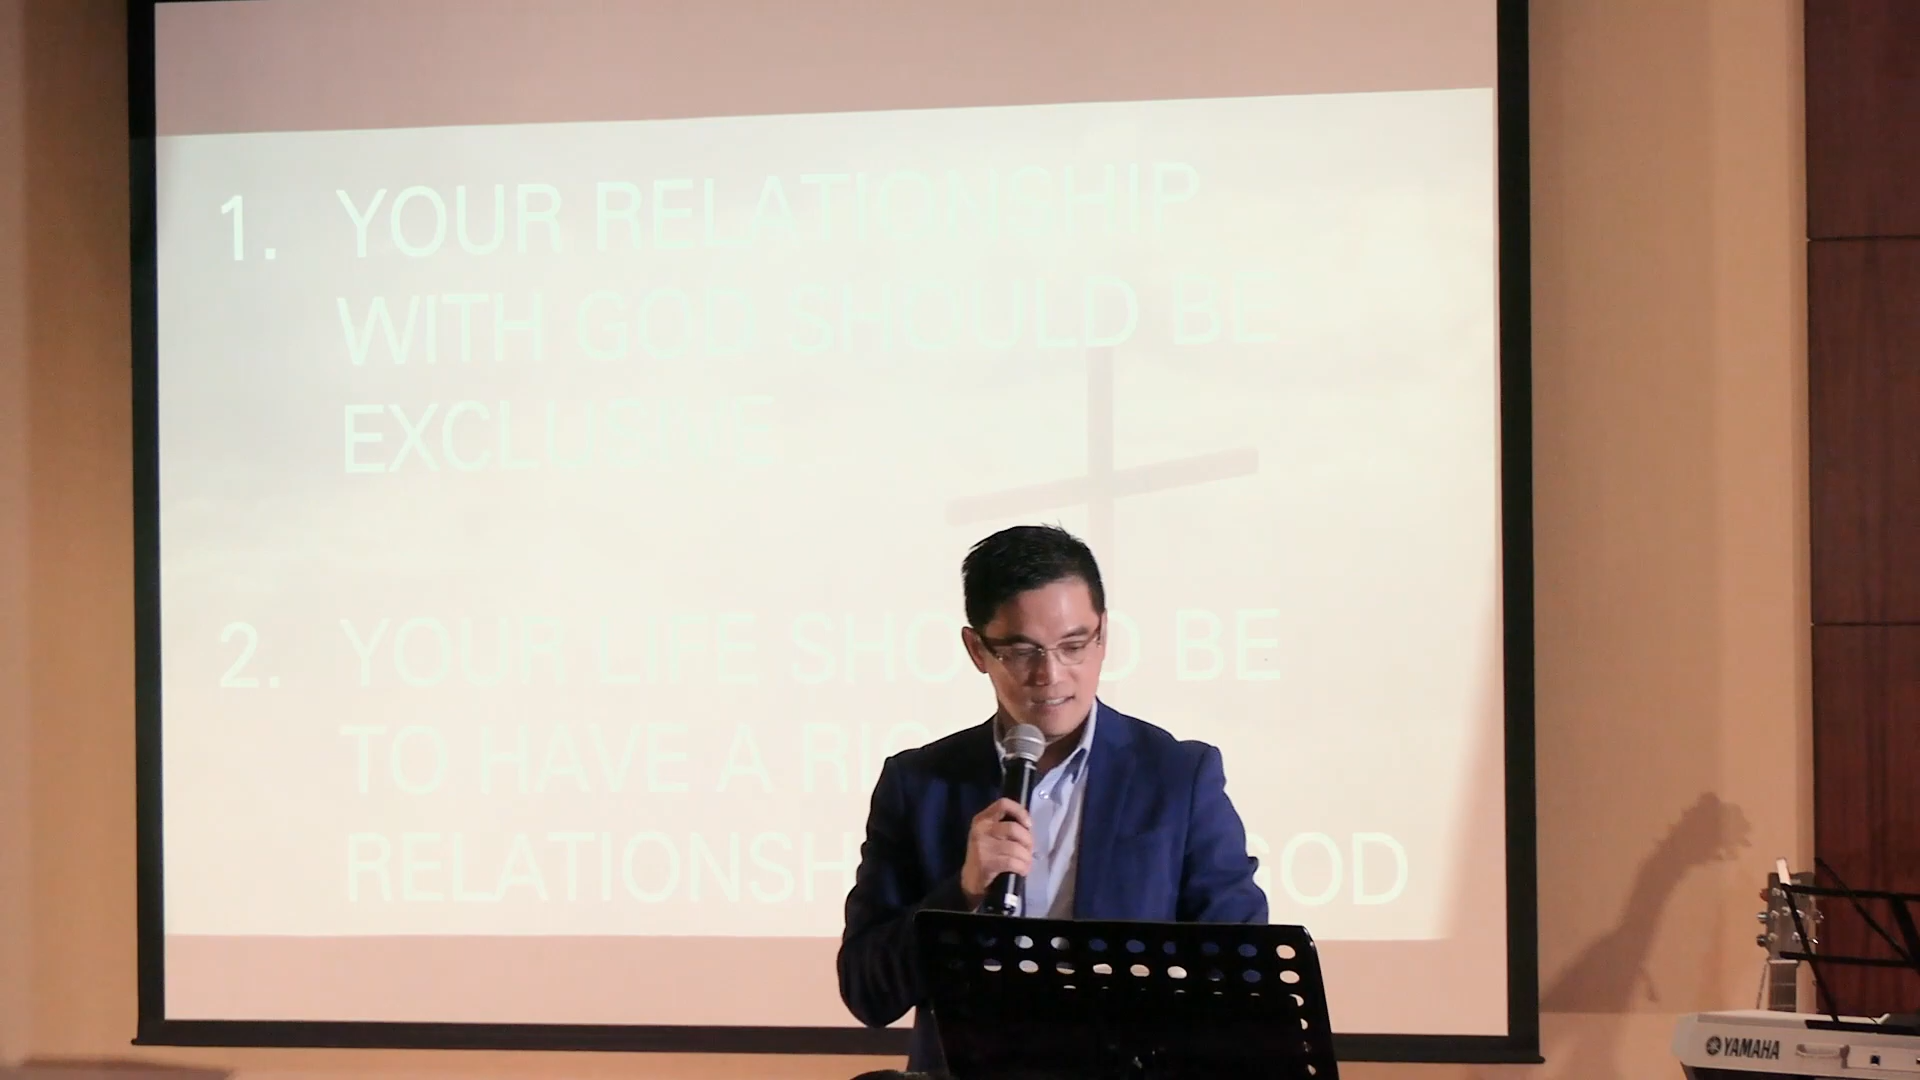 1. YOUR RELATIONSHIP
WITH GOD SHOULD BE
EXCLUSIVE
2. YOUR LIFE BE
TO HAVE A
GOD
YAMAHA